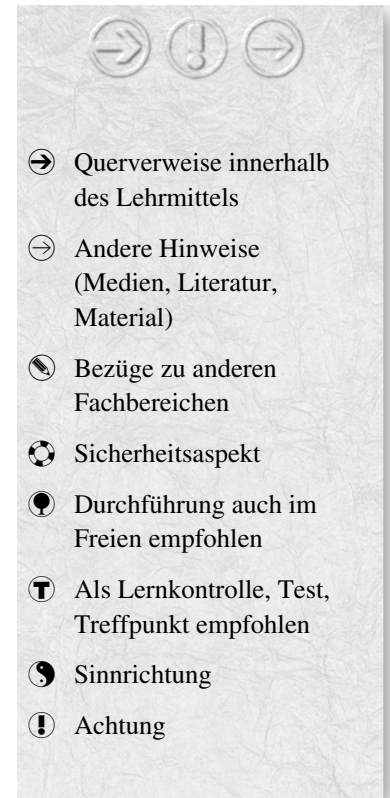 Querverweise innerhalb
des Lehrmittels
Andere Hinweise
(Medien, Literatur,
Material)
Bezüge zu anderen
Fachbereichen
Sicherheitsaspekt
Durchführung auch im
Freien empfohlen
T Als Lernkontrolle, Test,
Treffpunkt empfohlen
Sinnrichtung
! Achtung